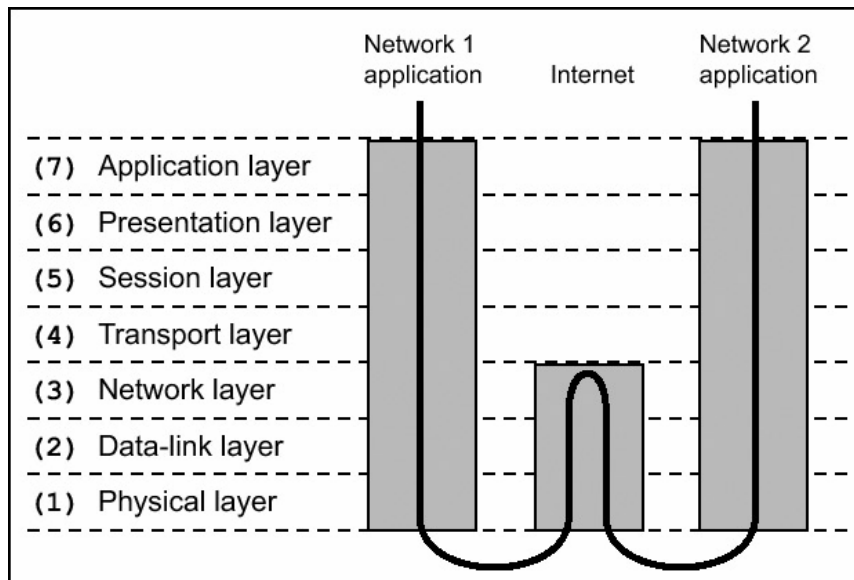 Network 1
application
Internet
Network 2
application
(7) Application layer
(6) Presentation layer
(5) Session layer
(4) Transport layer
(3) Network layer
(2) Data-link layer
(1) Physical layer